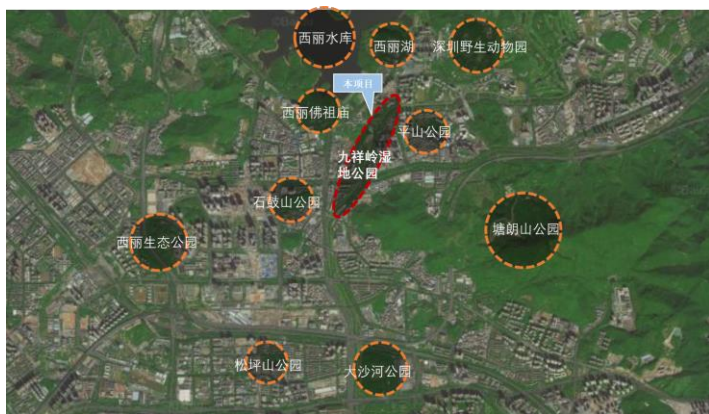 西丽水库
西丽湖
深圳野生动物园
本项目
西丽佛祖庙
平山公园
九祥岭湿
地公园
石鼓山公园
塘朗山公园
西丽生态公园
松坪山公园
大沙河公园